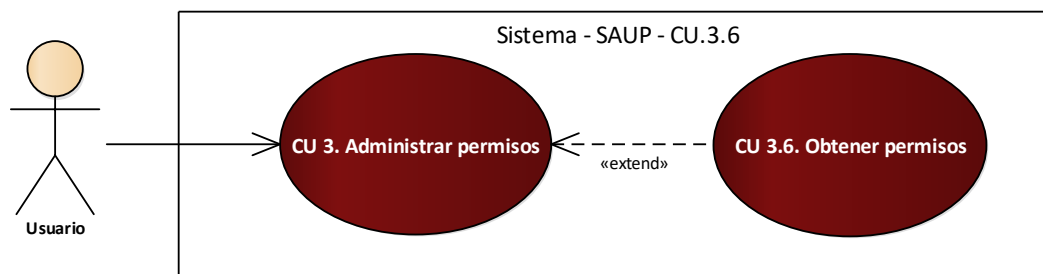 Sistema - SAUP - CU.3.6
CU 3. Administrar permisos
CU 3.6. Obtener permisos
«extend»
Usuario